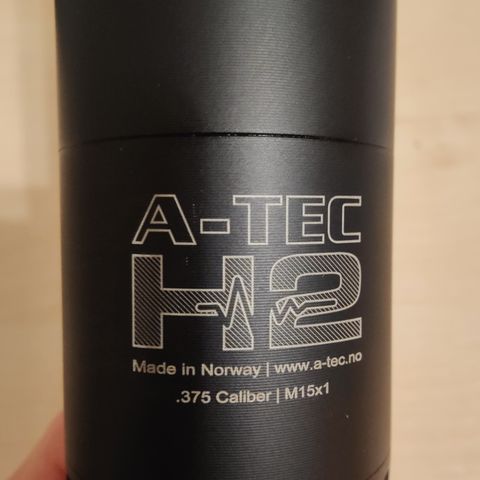 A-TEC
H2
Made in Norway | www.a-tec.no
.375 Caliber | M15x1